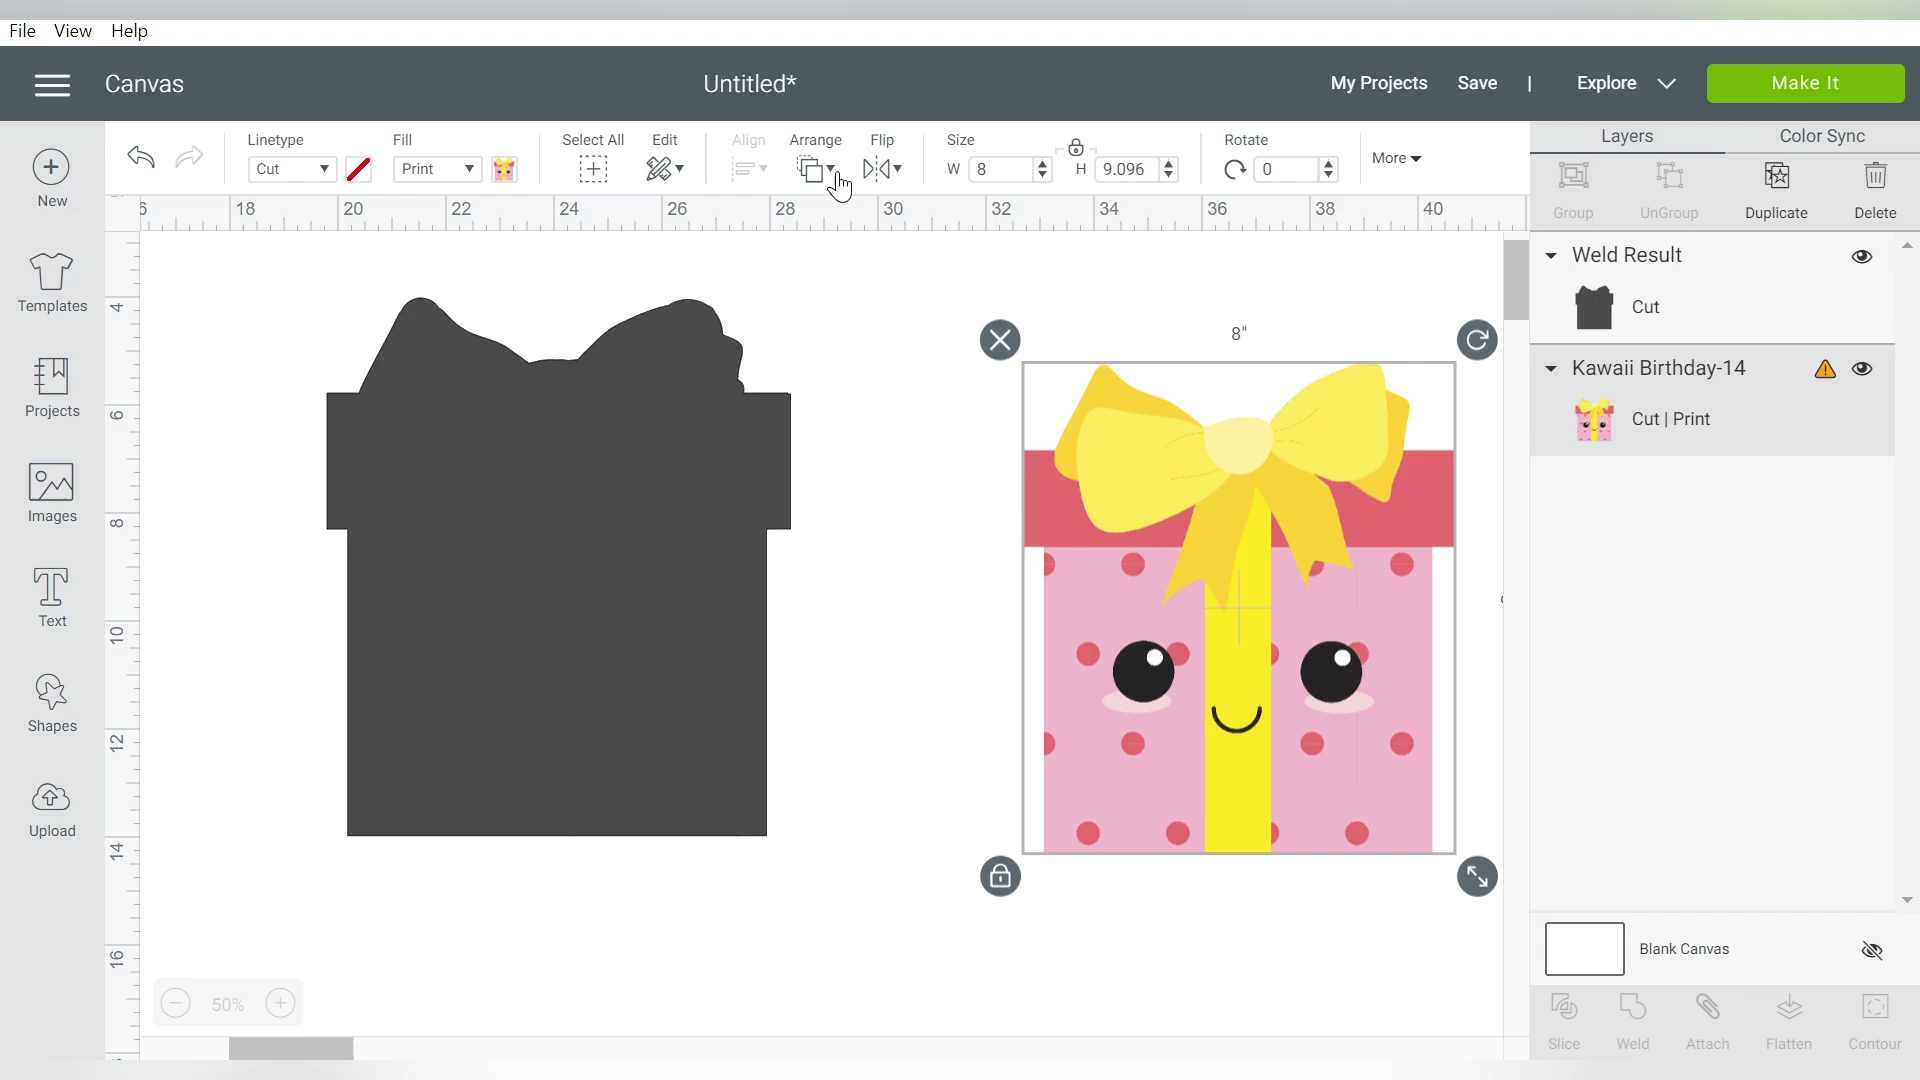 File View Help
Canvas
Untitled*
My Projects Save | Explore
Make It
Linetype
Cut
Fill
Print
Select All
Edit
Align
Arrange
Flip
Size
W 8
H 9.096
Rotate
0
More
Layers
Color Sync
Group
UnGroup
Duplicate
Delete
New
Templates
Projects
Images
Text
Shapes
Upload
18 20 22 24 26 28 30 32 34 36 38 40
4
6
8
10
12
14
16
8"
Weld Result
Cut
Kawaii Birthday-14
Cut | Print
50%
Blank Canvas
Slice
Weld
Attach
Flatten
Contour